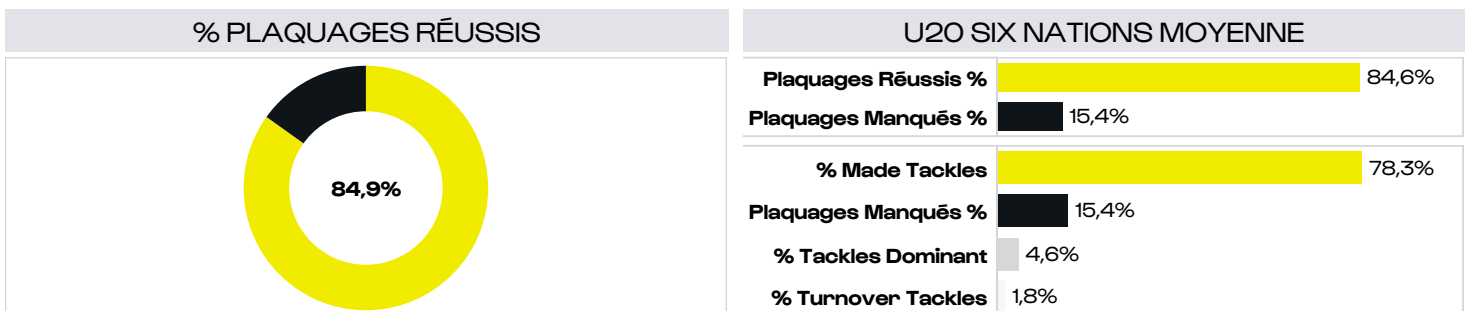 % PLAQUAGES RÉUSSIS
84,9%
U20 SIX NATIONS MOYENNE
Plaquages Réussis % 84,6%
Plaquages Manqués % 15,4%
% Made Tackles 78,3%
Plaquages Manqués % 15,4%
% Tackles Dominant 4,6%
% Turnover Tackles 1,8%